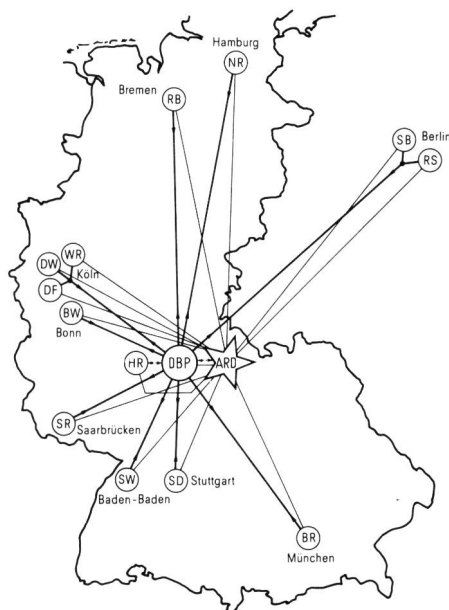 Hamburg
NR
Bremen
RB
SB
Berlin
RS
WR
DW
Köln
DF
BW
Bonn
HR
DBP
ARD
SR
Saarbrücken
SW
SD
Stuttgart
Baden-Baden
BR
München